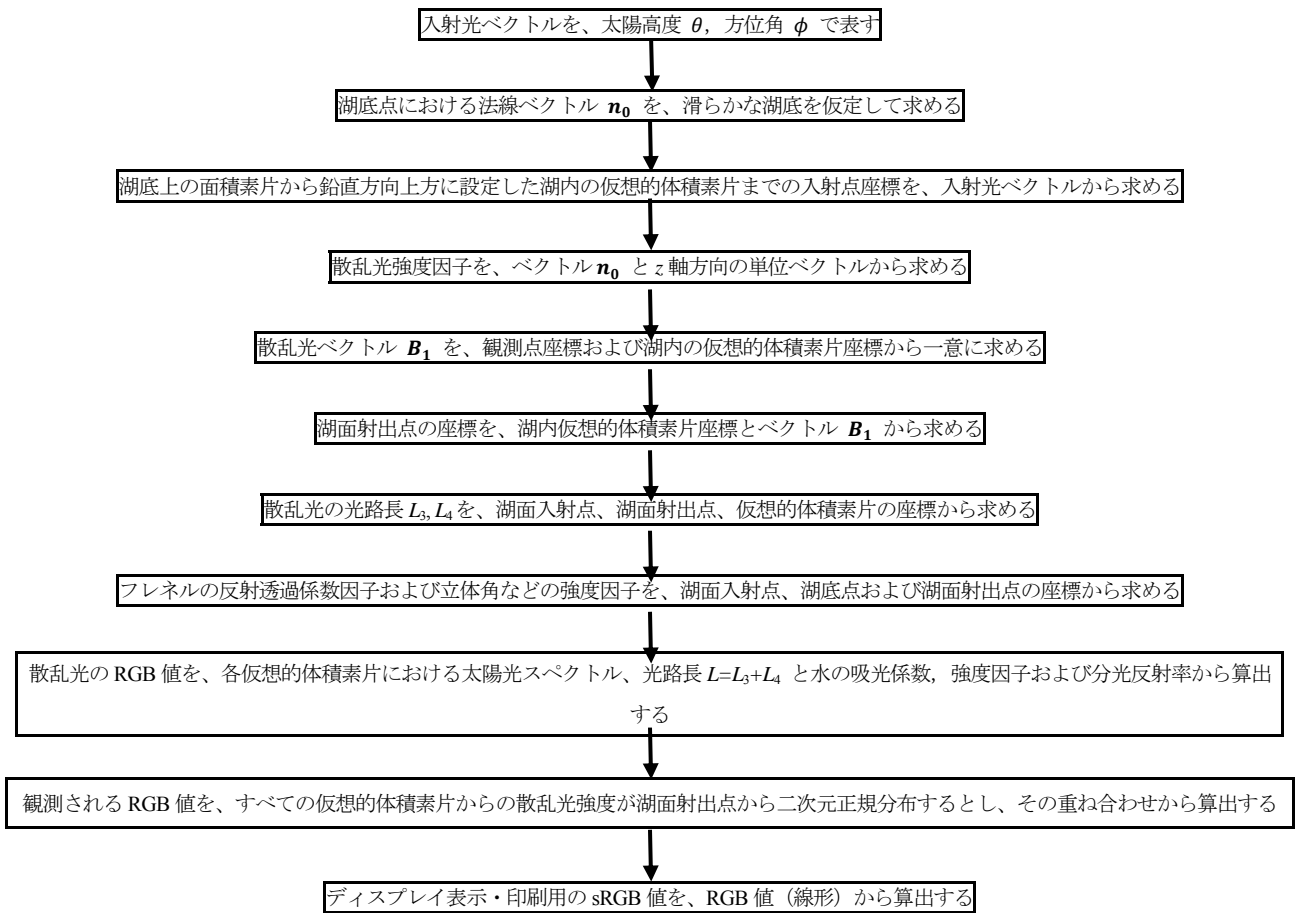 入射光ベクトルを、太陽高度 θ, 方位角 ϕ で表す
湖底点における法線ベクトル n₀ を、滑らかな湖底を仮定して求める
湖底上の面積素片から鉛直方向上方に設定した湖内の仮想的体積素片までの入射点座標を、入射光ベクトルから求める
散乱光強度因子を、ベクトル n₀ と z 軸方向の単位ベクトルから求める
散乱光ベクトル B₁ を、観測点座標および湖内の仮想的体積素片座標から一意に求める
湖面射出点の座標を、湖内仮想的体積素片座標とベクトル B₁ から求める
散乱光の光路長 L₃, L₄を、湖面入射点、湖面射出点、仮想的体積素片の座標から求める
フレネルの反射透過係数因子および立体角などの強度因子を、湖面入射点、湖底点および湖面射出点の座標から求める
散乱光の RGB 値を、各仮想的体積素片における太陽光スペクトル、光路長 L=L₃+L₄ と水の吸光係数, 強度因子および分光反射率から算出
する
観測される RGB 値を、すべての仮想的体積素片からの散乱光強度が湖面射出点から二次元正規分布するとし、その重ね合わせから算出する
ディスプレイ表示・印刷用の sRGB 値を、RGB 値（線形）から算出する